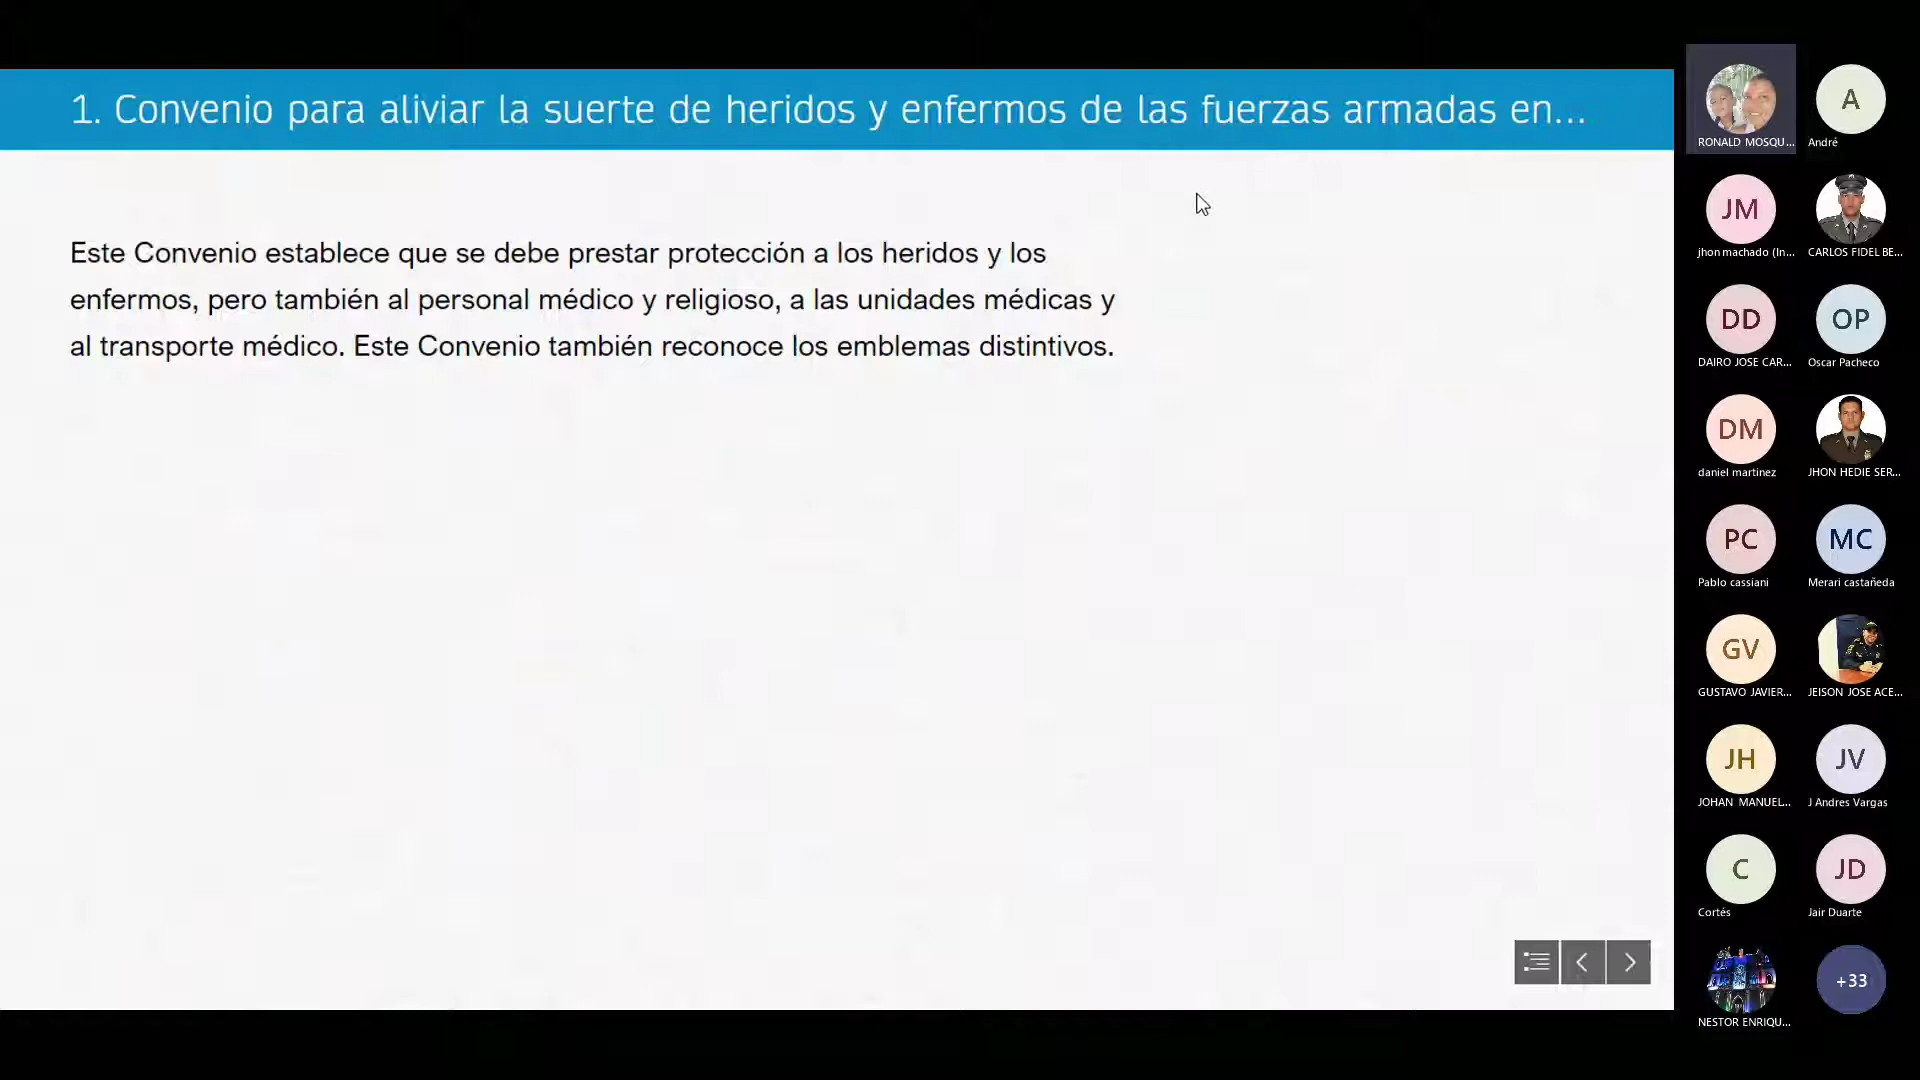 1. Convenio para aliviar la suerte de heridos y enfermos de las fuerzas armadas en...
Este Convenio establece que se debe prestar protección a los heridos y los
enfermos, pero también al personal médico y religioso, a las unidades médicas y
al transporte médico. Este Convenio también reconoce los emblemas distintivos.
RONALD MOSQU...
A
André
JM
jhon machado (In...
CARLOS FIDEL BE...
DD
DAIRO JOSE CAR...
OP
Oscar Pacheco
DM
daniel martinez
JHON HEDIE SER...
PC
Pablo cassiani
MC
Merari castañeda
GV
GUSTAVO JAVIER...
JEISON JOSE ACE...
JH
JOHAN MANUEL...
JV
J Andres Vargas
C
Cortés
JD
Jair Duarte
NESTOR ENRIQU...
+33